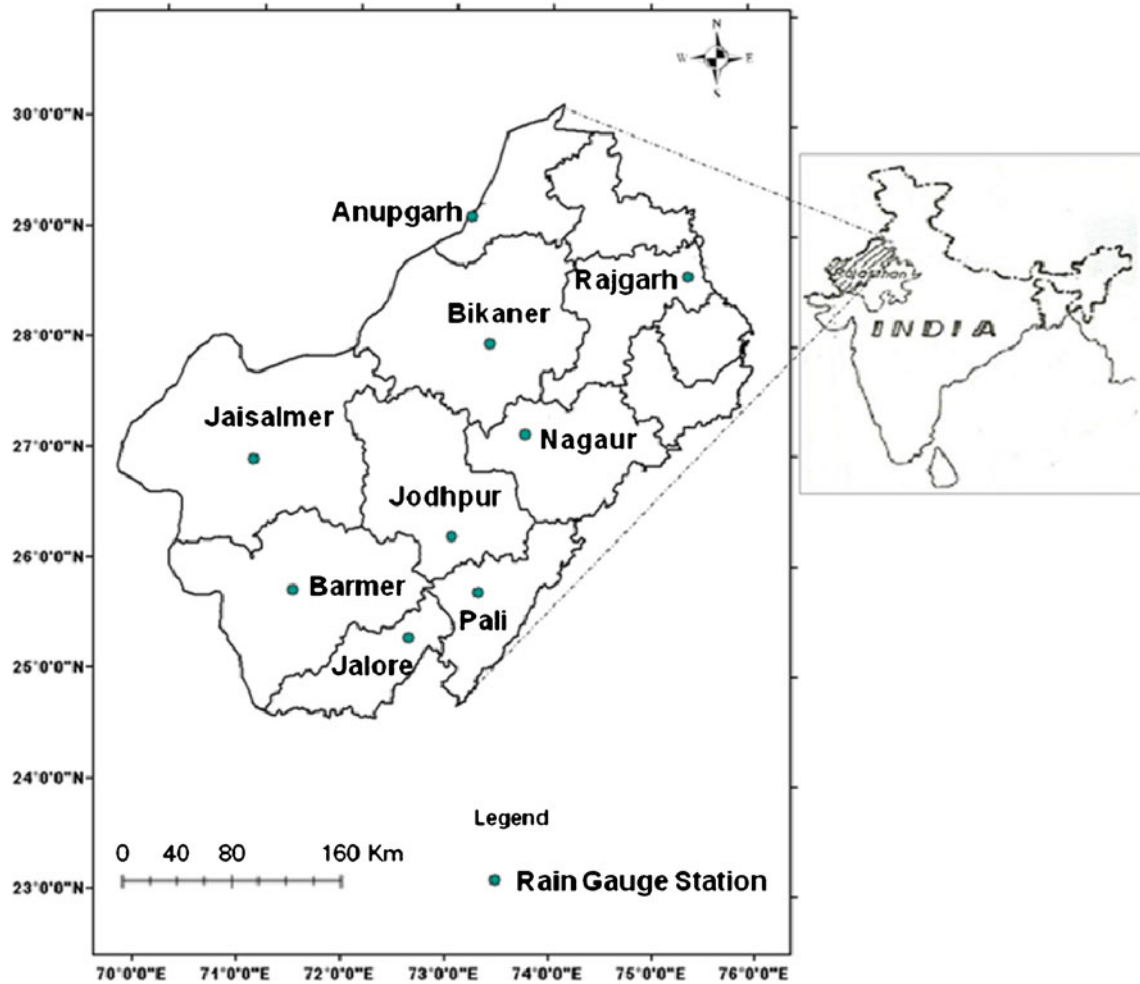 N
W E
S
30°0'0"N
Anupgarh
29°0'0"N
Rajgarh
Bikaner
28°0'0"N
Jaisalmer
Nagaur
27°0'0"N
Jodhpur
26°0'0"N
Barmer
Pali
Jalore
25°0'0"N
24°0'0"N
Legend
0 40 80 160 Km
Rain Gauge Station
23°0'0"N
70°0'0"E 71°0'0"E 72°0'0"E 73°0'0"E 74°0'0"E 75°0'0"E 76°0'0"E
Rajasthan
INDIA